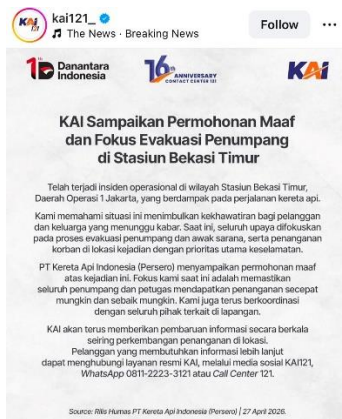 kai121_
The News · Breaking News
Follow
KAI
121
1
Danantara
Indonesia
16th
ANNIVERSARY
CONTACT CENTER 121
KAI
KAI Sampaikan Permohonan Maaf
dan Fokus Evakuasi Penumpang
di Stasiun Bekasi Timur
Telah terjadi insiden operasional di wilayah Stasiun Bekasi Timur,
Daerah Operasi 1 Jakarta, yang berdampak pada perjalanan kereta api.
Kami memahami situasi ini menimbulkan kekhawatiran bagi pelanggan
dan keluarga yang menunggu kabar. Saat ini, seluruh upaya difokuskan
pada proses evakuasi penumpang dan awak sarana, serta penanganan
korban di lokasi kejadian dengan prioritas utama keselamatan.
PT Kereta Api Indonesia (Persero) menyampaikan permohonan maaf
atas kejadian ini. Fokus kami saat ini adalah memastikan
seluruh penumpang dan petugas mendapatkan penanganan secepat
mungkin dan sebaik mungkin. Kami juga terus berkoordinasi
dengan seluruh pihak terkait di lapangan.
KAI akan terus memberikan pembaruan informasi secara berkala
seiring perkembangan penanganan di lokasi.
Pelanggan yang membutuhkan informasi lebih lanjut
dapat menghubungi layanan resmi KAI, melalui media sosial KAI121,
WhatsApp 0811-2223-3121 atau Call Center 121.
Source: Rilis Humas PT Kereta Api Indonesia (Persero) | 27 April 2026.